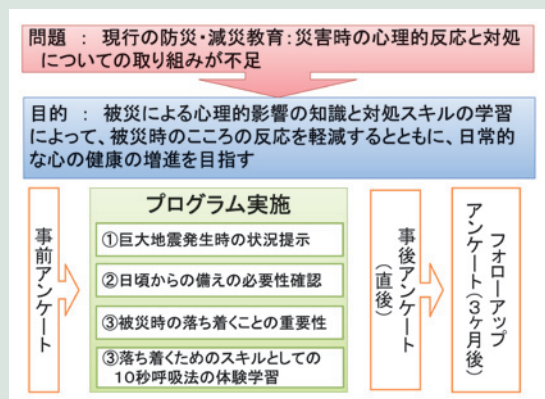 問題 : 現行の防災・減災教育:災害時の心理的反応と対処
についての取り組みが不足
目的 : 被災による心理的影響の知識と対処スキルの学習
によって、被災時のこころの反応を軽減するとともに、日常的
な心の健康の増進を目指す
事前アンケート
プログラム実施
①巨大地震発生時の状況提示
②日頃からの備えの必要性確認
③被災時の落ち着くことの重要性
③落ち着くためのスキルとしての
10秒呼吸法の体験学習
事後アンケート
(直後)
フォローアップ
アンケート(3ヶ月後)